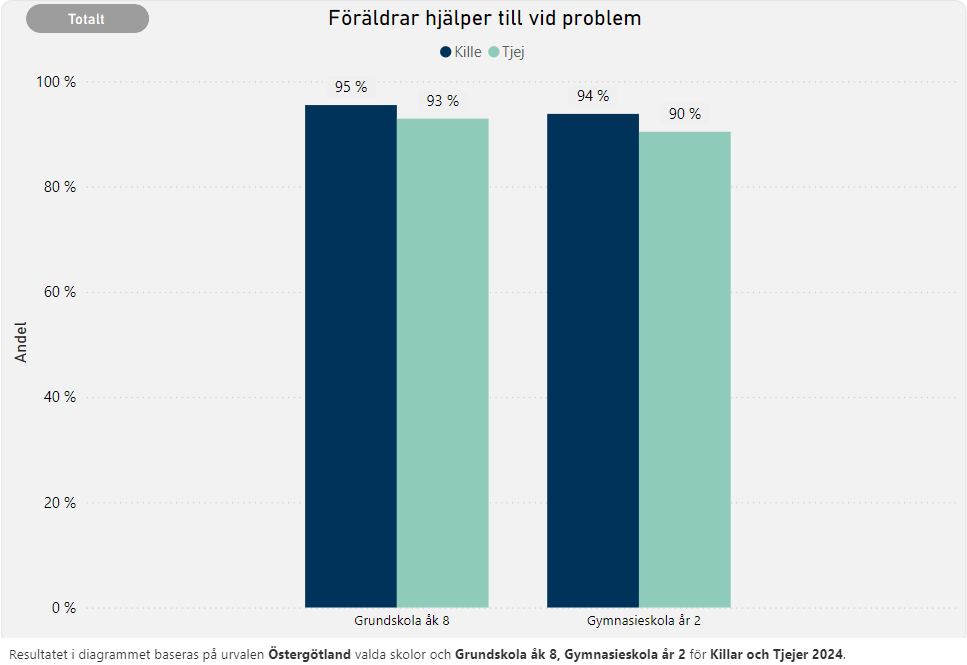 Totalt
Föräldrar hjälper till vid problem
Kille Tjej
100 %
80 %
60 %
40 %
20 %
0 %
Andel
95 %
93 %
94 %
90 %
Grundskola åk 8
Gymnasieskola år 2
Resultatet i diagrammet baseras på urvalen Östergötland valda skolor och Grundskola åk 8, Gymnasieskola år 2 för Killar och Tjejer 2024.